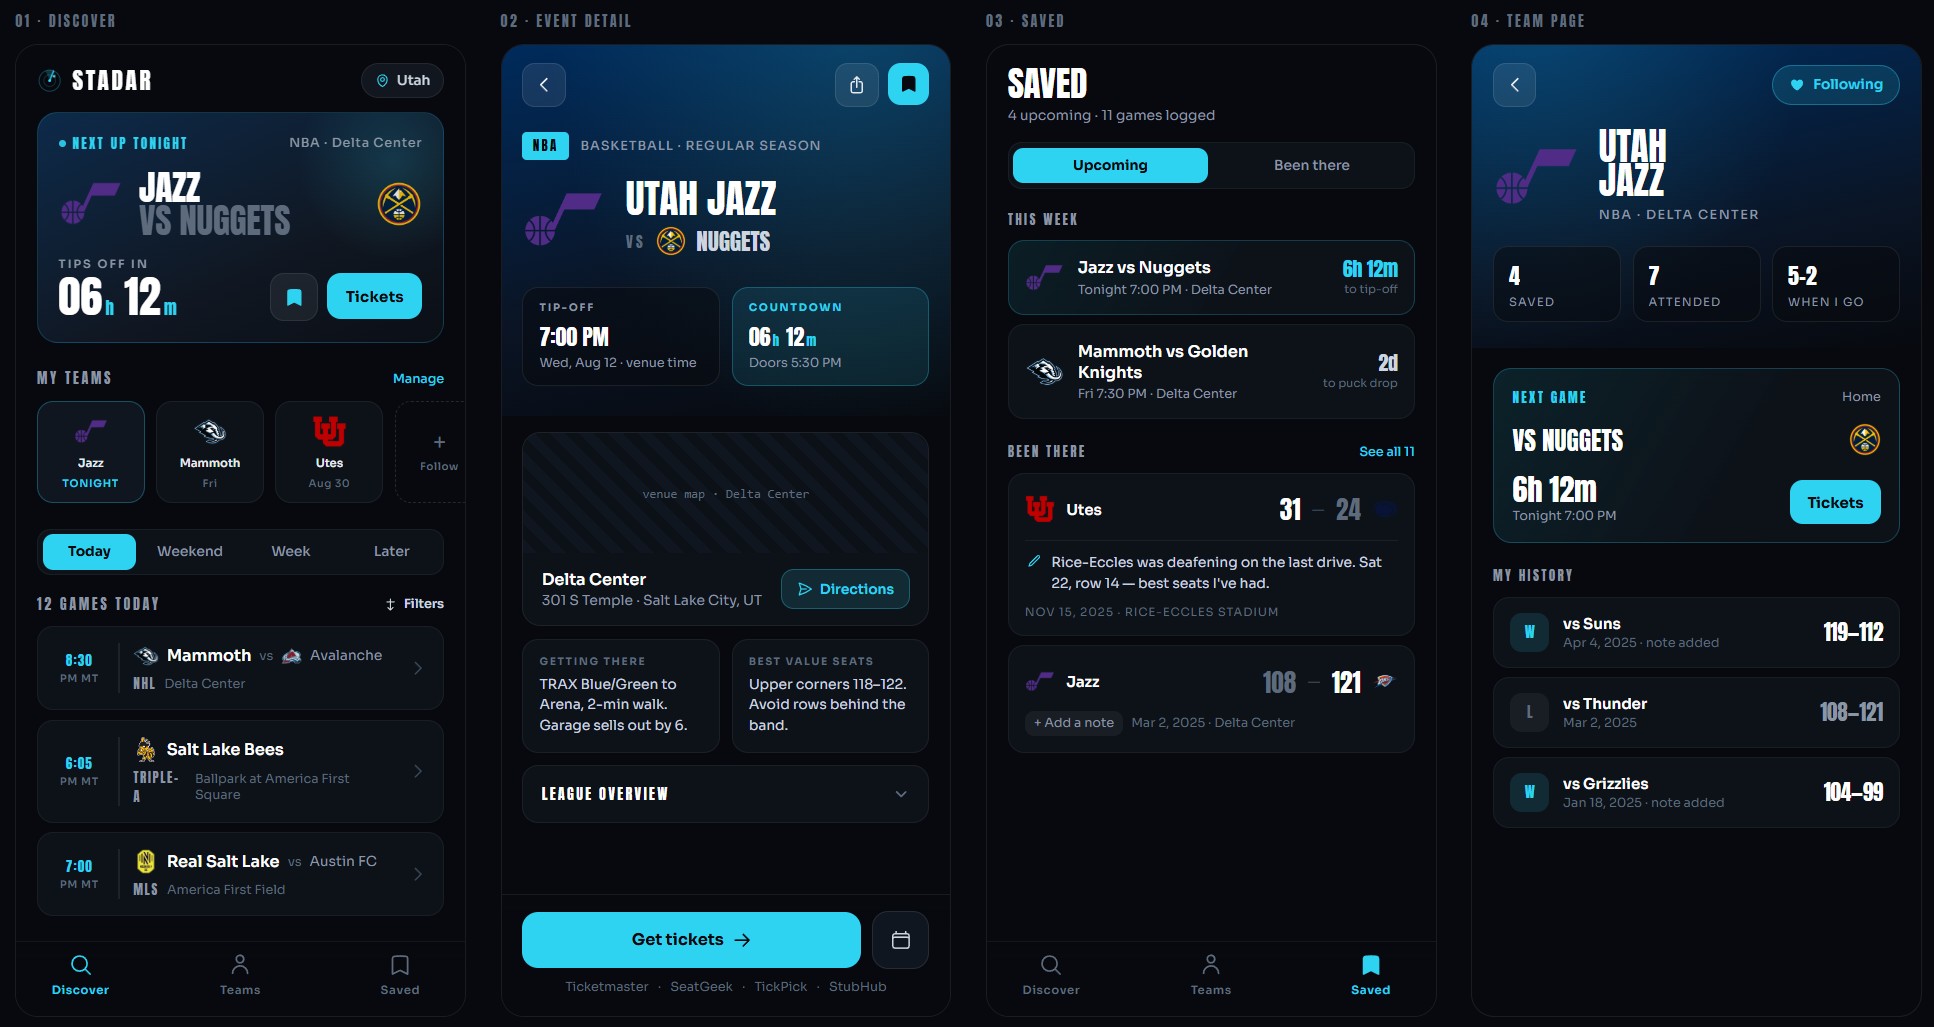 01 · DISCOVER
STADAR
Utah
NEXT UP TONIGHT
NBA · Delta Center
JAZZ
VS NUGGETS
TIPS OFF IN
06h 12m
Tickets
MY TEAMS
Manage
Jazz
TONIGHT
Mammoth
Fri
Utes
Aug 30
+
Follow
Today
Weekend
Week
Later
12 GAMES TODAY
Filters
8:30
PM MT
Mammoth vs Avalanche
NHL Delta Center
6:05
PM MT
Salt Lake Bees
TRIPLE-
A
Ballpark at America First
Square
7:00
PM MT
Real Salt Lake vs Austin FC
MLS America First Field
Discover
Teams
Saved
02 · EVENT DETAIL
NBA
BASKETBALL · REGULAR SEASON
UTAH JAZZ
VS NUGGETS
TIP-OFF
7:00 PM
Wed, Aug 12 · venue time
COUNTDOWN
06h 12m
Doors 5:30 PM
venue map · Delta Center
Delta Center
301 S Temple · Salt Lake City, UT
Directions
GETTING THERE
TRAX Blue/Green to
Arena, 2-min walk.
Garage sells out by 6.
BEST VALUE SEATS
Upper corners 118–122.
Avoid rows behind the
band.
LEAGUE OVERVIEW
Get tickets →
Ticketmaster · SeatGeek · TickPick · StubHub
03 · SAVED
SAVED
4 upcoming · 11 games logged
Upcoming
Been there
THIS WEEK
Jazz vs Nuggets
Tonight 7:00 PM · Delta Center
6h 12m
to tip-off
Mammoth vs Golden
Knights
Fri 7:30 PM · Delta Center
2d
to puck drop
BEEN THERE
See all 11
Utes
31 – 24
Rice-Eccles was deafening on the last drive. Sat
22, row 14 — best seats I've had.
NOV 15, 2025 · RICE-ECCLES STADIUM
Jazz
108 – 121
+ Add a note
Mar 2, 2025 · Delta Center
Discover
Teams
Saved
04 · TEAM PAGE
Following
UTAH
JAZZ
NBA · DELTA CENTER
4
SAVED
7
ATTENDED
5-2
WHEN I GO
NEXT GAME
Home
VS NUGGETS
6h 12m
Tonight 7:00 PM
Tickets
MY HISTORY
W
vs Suns
Apr 4, 2025 · note added
119–112
L
vs Thunder
Mar 2, 2025
108–121
W
vs Grizzlies
Jan 18, 2025 · note added
104–99